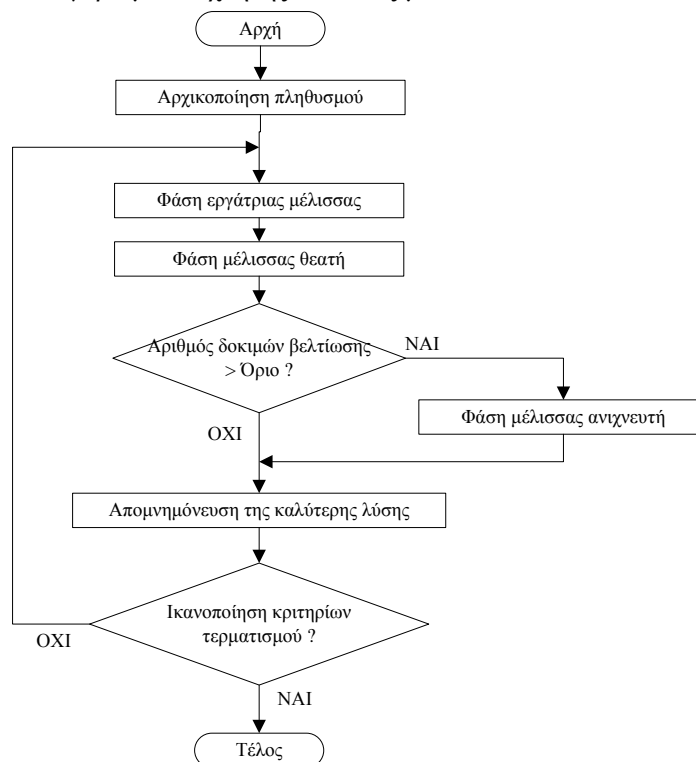 Αρχή
Αρχικοποίηση πληθυσμού
Φάση εργάτριας μέλισσας
Φάση μέλισσας θεατή
Αριθμός δοκιμών βελτίωσης
> Όριο ?
ΝΑΙ
Φάση μέλισσας ανιχνευτή
ΟΧΙ
Απομνημόνευση της καλύτερης λύσης
Ικανοποίηση κριτηρίων
τερματισμού ?
ΟΧΙ
ΝΑΙ
Τέλος